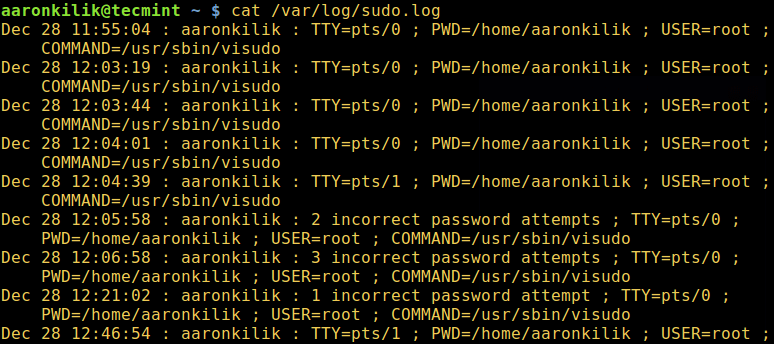 aaronkilik@tecmint ~ $ cat /var/log/sudo.log
Dec 28 11:55:04 : aaronkilik : TTY=pts/0 ; PWD=/home/aaronkilik ; USER=root ;
COMMAND=/usr/sbin/visudo
Dec 28 12:03:19 : aaronkilik : TTY=pts/0 ; PWD=/home/aaronkilik ; USER=root ;
COMMAND=/usr/sbin/visudo
Dec 28 12:03:44 : aaronkilik : TTY=pts/0 ; PWD=/home/aaronkilik ; USER=root ;
COMMAND=/usr/sbin/visudo
Dec 28 12:04:01 : aaronkilik : TTY=pts/0 ; PWD=/home/aaronkilik ; USER=root ;
COMMAND=/usr/sbin/visudo
Dec 28 12:04:39 : aaronkilik : TTY=pts/1 ; PWD=/home/aaronkilik ; USER=root ;
COMMAND=/usr/sbin/visudo
Dec 28 12:05:58 : aaronkilik : 2 incorrect password attempts ; TTY=pts/0 ;
PWD=/home/aaronkilik ; USER=root ; COMMAND=/usr/sbin/visudo
Dec 28 12:06:58 : aaronkilik : 3 incorrect password attempts ; TTY=pts/0 ;
PWD=/home/aaronkilik ; USER=root ; COMMAND=/usr/sbin/visudo
Dec 28 12:21:02 : aaronkilik : 1 incorrect password attempt ; TTY=pts/0 ;
PWD=/home/aaronkilik ; USER=root ; COMMAND=/usr/sbin/visudo
Dec 28 12:46:54 : aaronkilik : TTY=pts/1 ; PWD=/home/aaronkilik ; USER=root ;